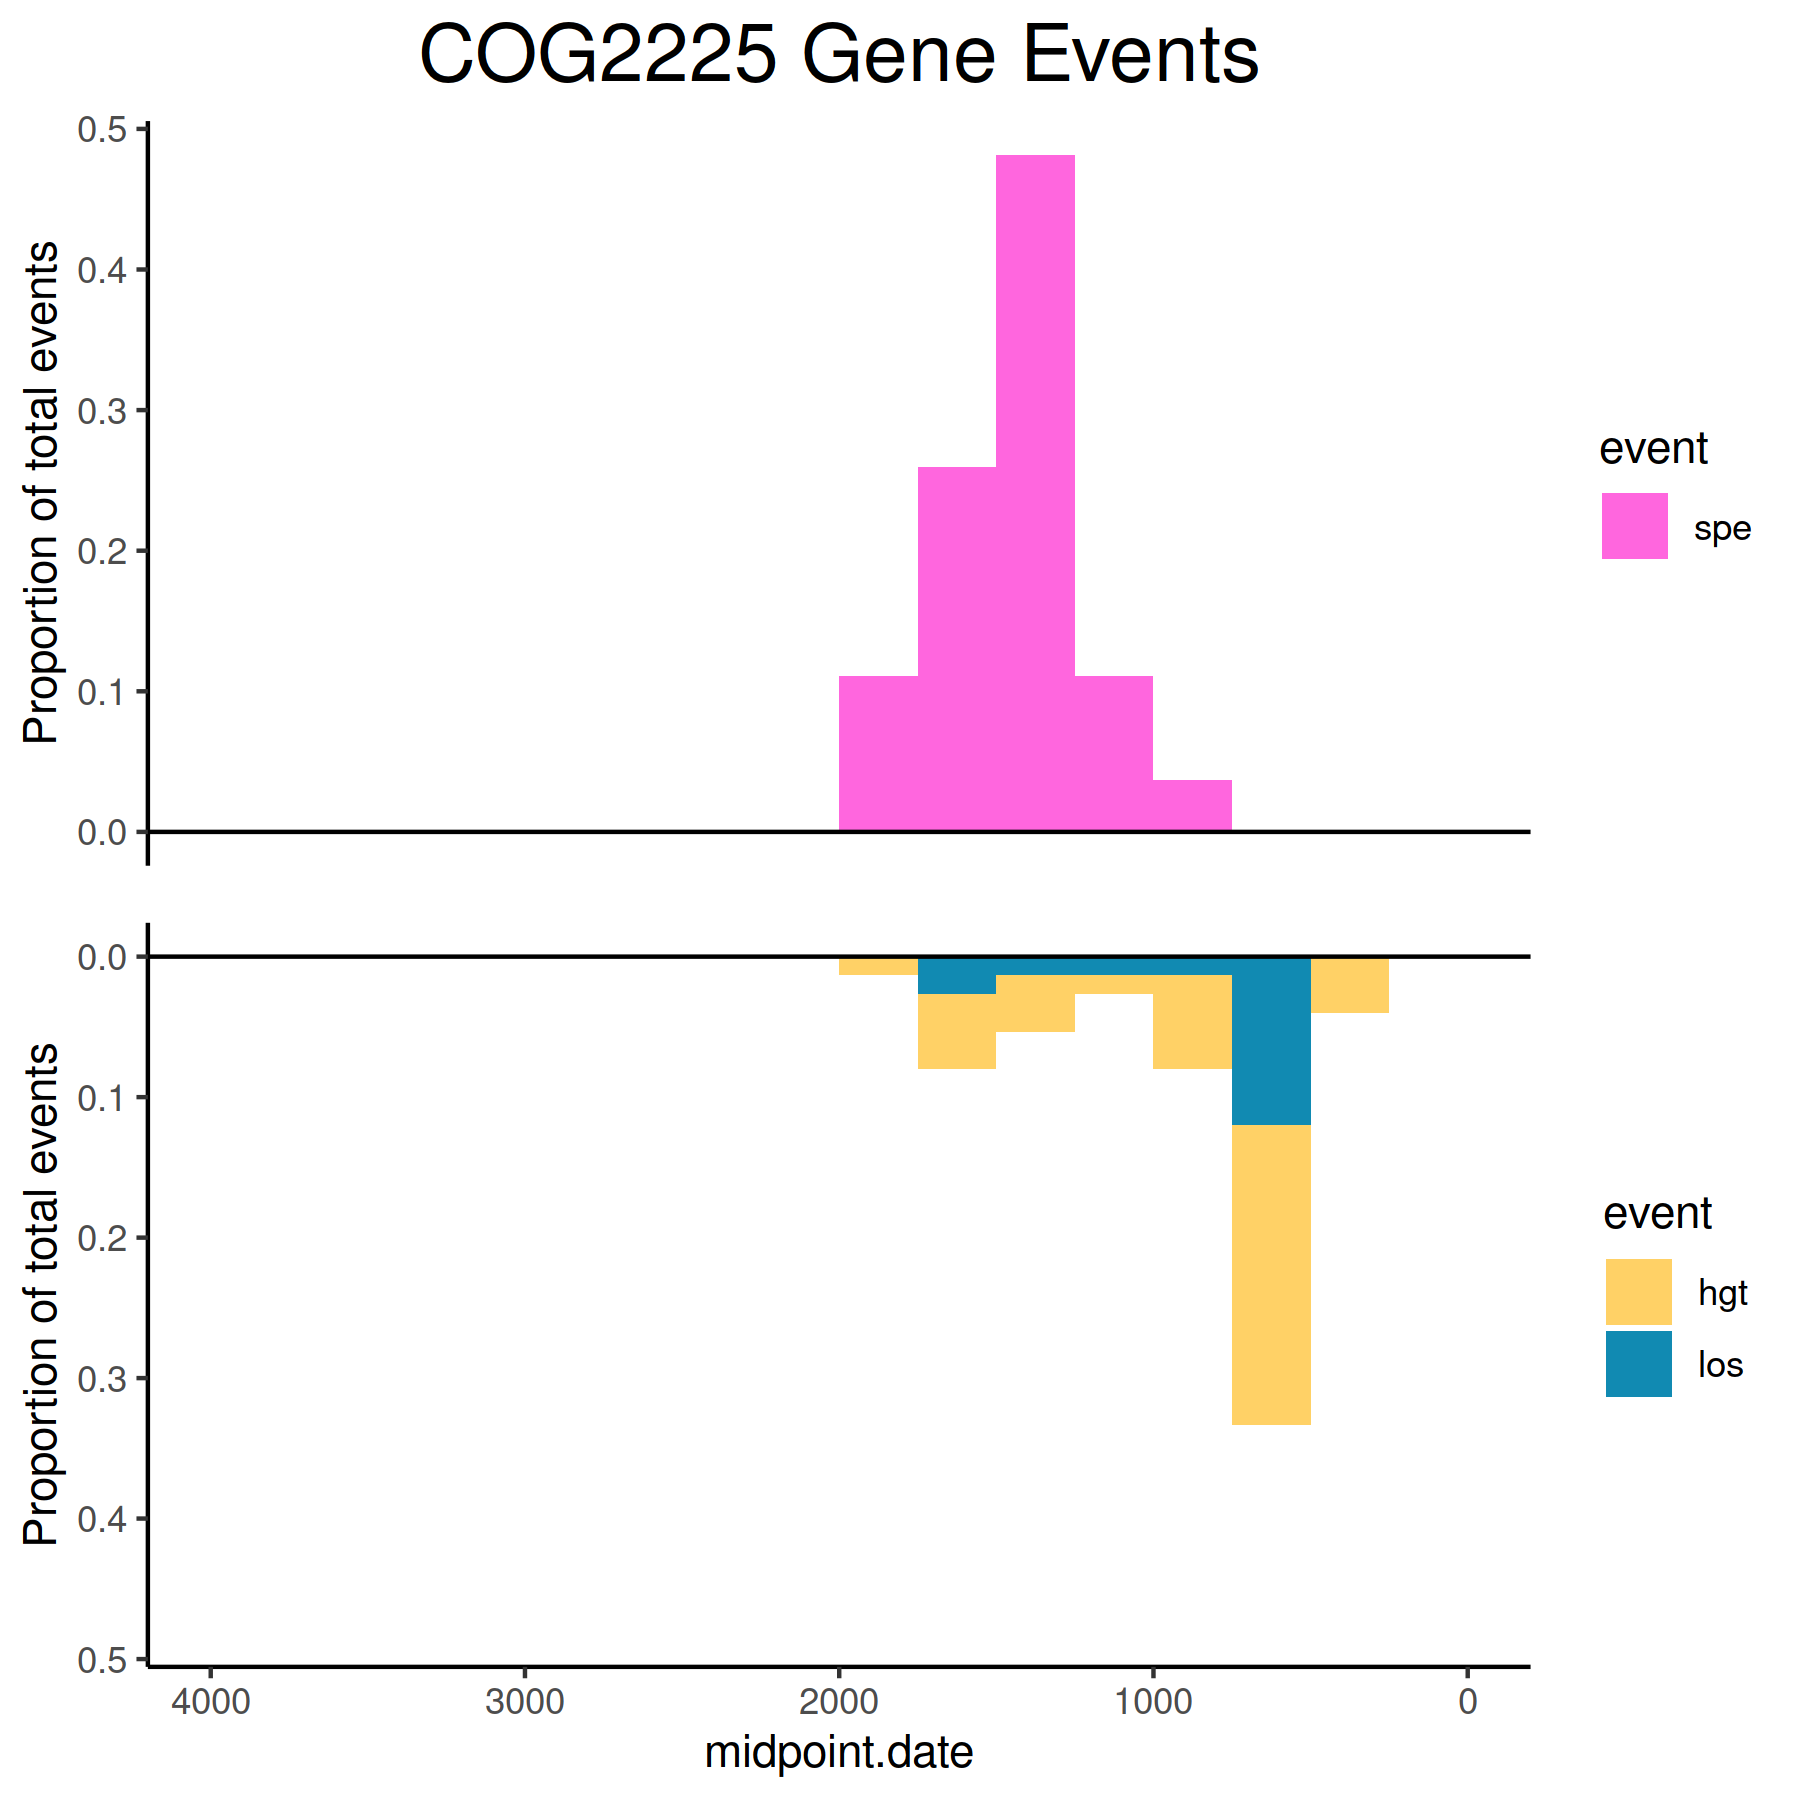 COG2225 Gene Events
Proportion of total events
0.5
0.4
0.3
0.2
0.1
0.0
event
spe
Proportion of total events
0.0
0.1
0.2
0.3
0.4
0.5
event
hgt
los
4000 3000 2000 1000 0
midpoint.date